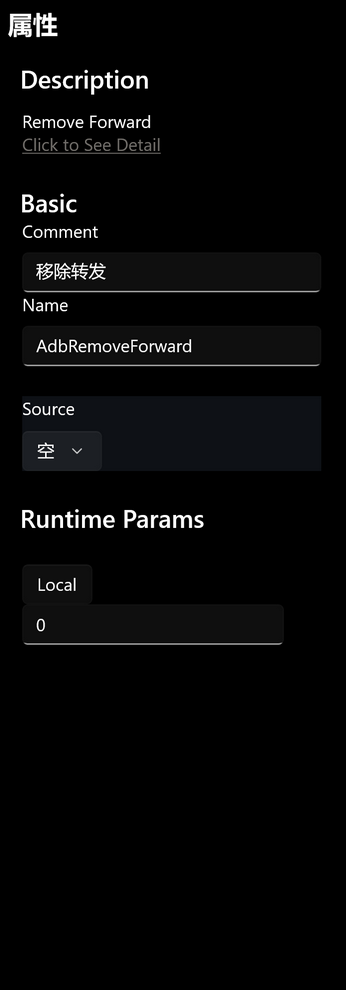 属性
Description
Remove Forward
Click to See Detail
Basic
Comment
移除转发
Name
AdbRemoveForward
Source
空
Runtime Params
Local
0